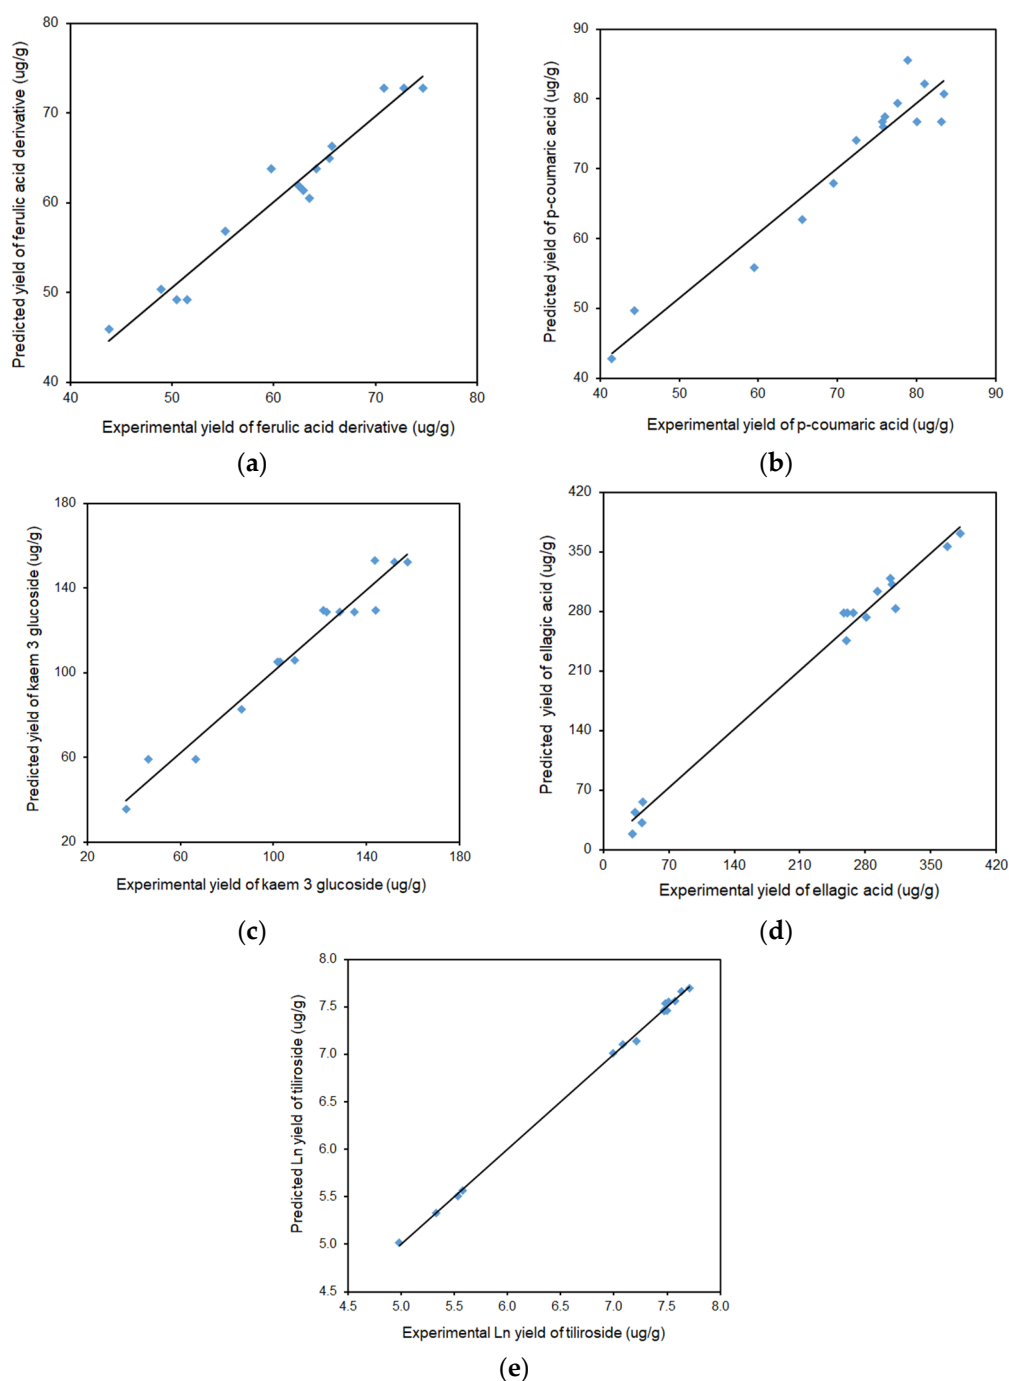 80
70
60
50
40
40 50 60 70 80
Predicted yield of ferulic acid derivative (ug/g)
Experimental yield of ferulic acid derivative (ug/g)
(a)
90
80
70
60
50
40
40 50 60 70 80 90
Predicted yield of p-coumaric acid (ug/g)
Experimental yield of p-coumaric acid (ug/g)
(b)
180
140
100
60
20
20 60 100 140 180
Predicted yield of kaem 3 glucoside (ug/g)
Experimental yield of kaem 3 glucoside (ug/g)
(c)
420
350
280
210
140
70
0
0 70 140 210 280 350 420
Predicted yield of ellagic acid (ug/g)
Experimental yield of ellagic acid (ug/g)
(d)
8.0
7.5
7.0
6.5
6.0
5.5
5.0
4.5
4.5 5.0 5.5 6.0 6.5 7.0 7.5 8.0
Predicted Ln yield of tiliroside (ug/g)
Experimental Ln yield of tiliroside (ug/g)
(e)